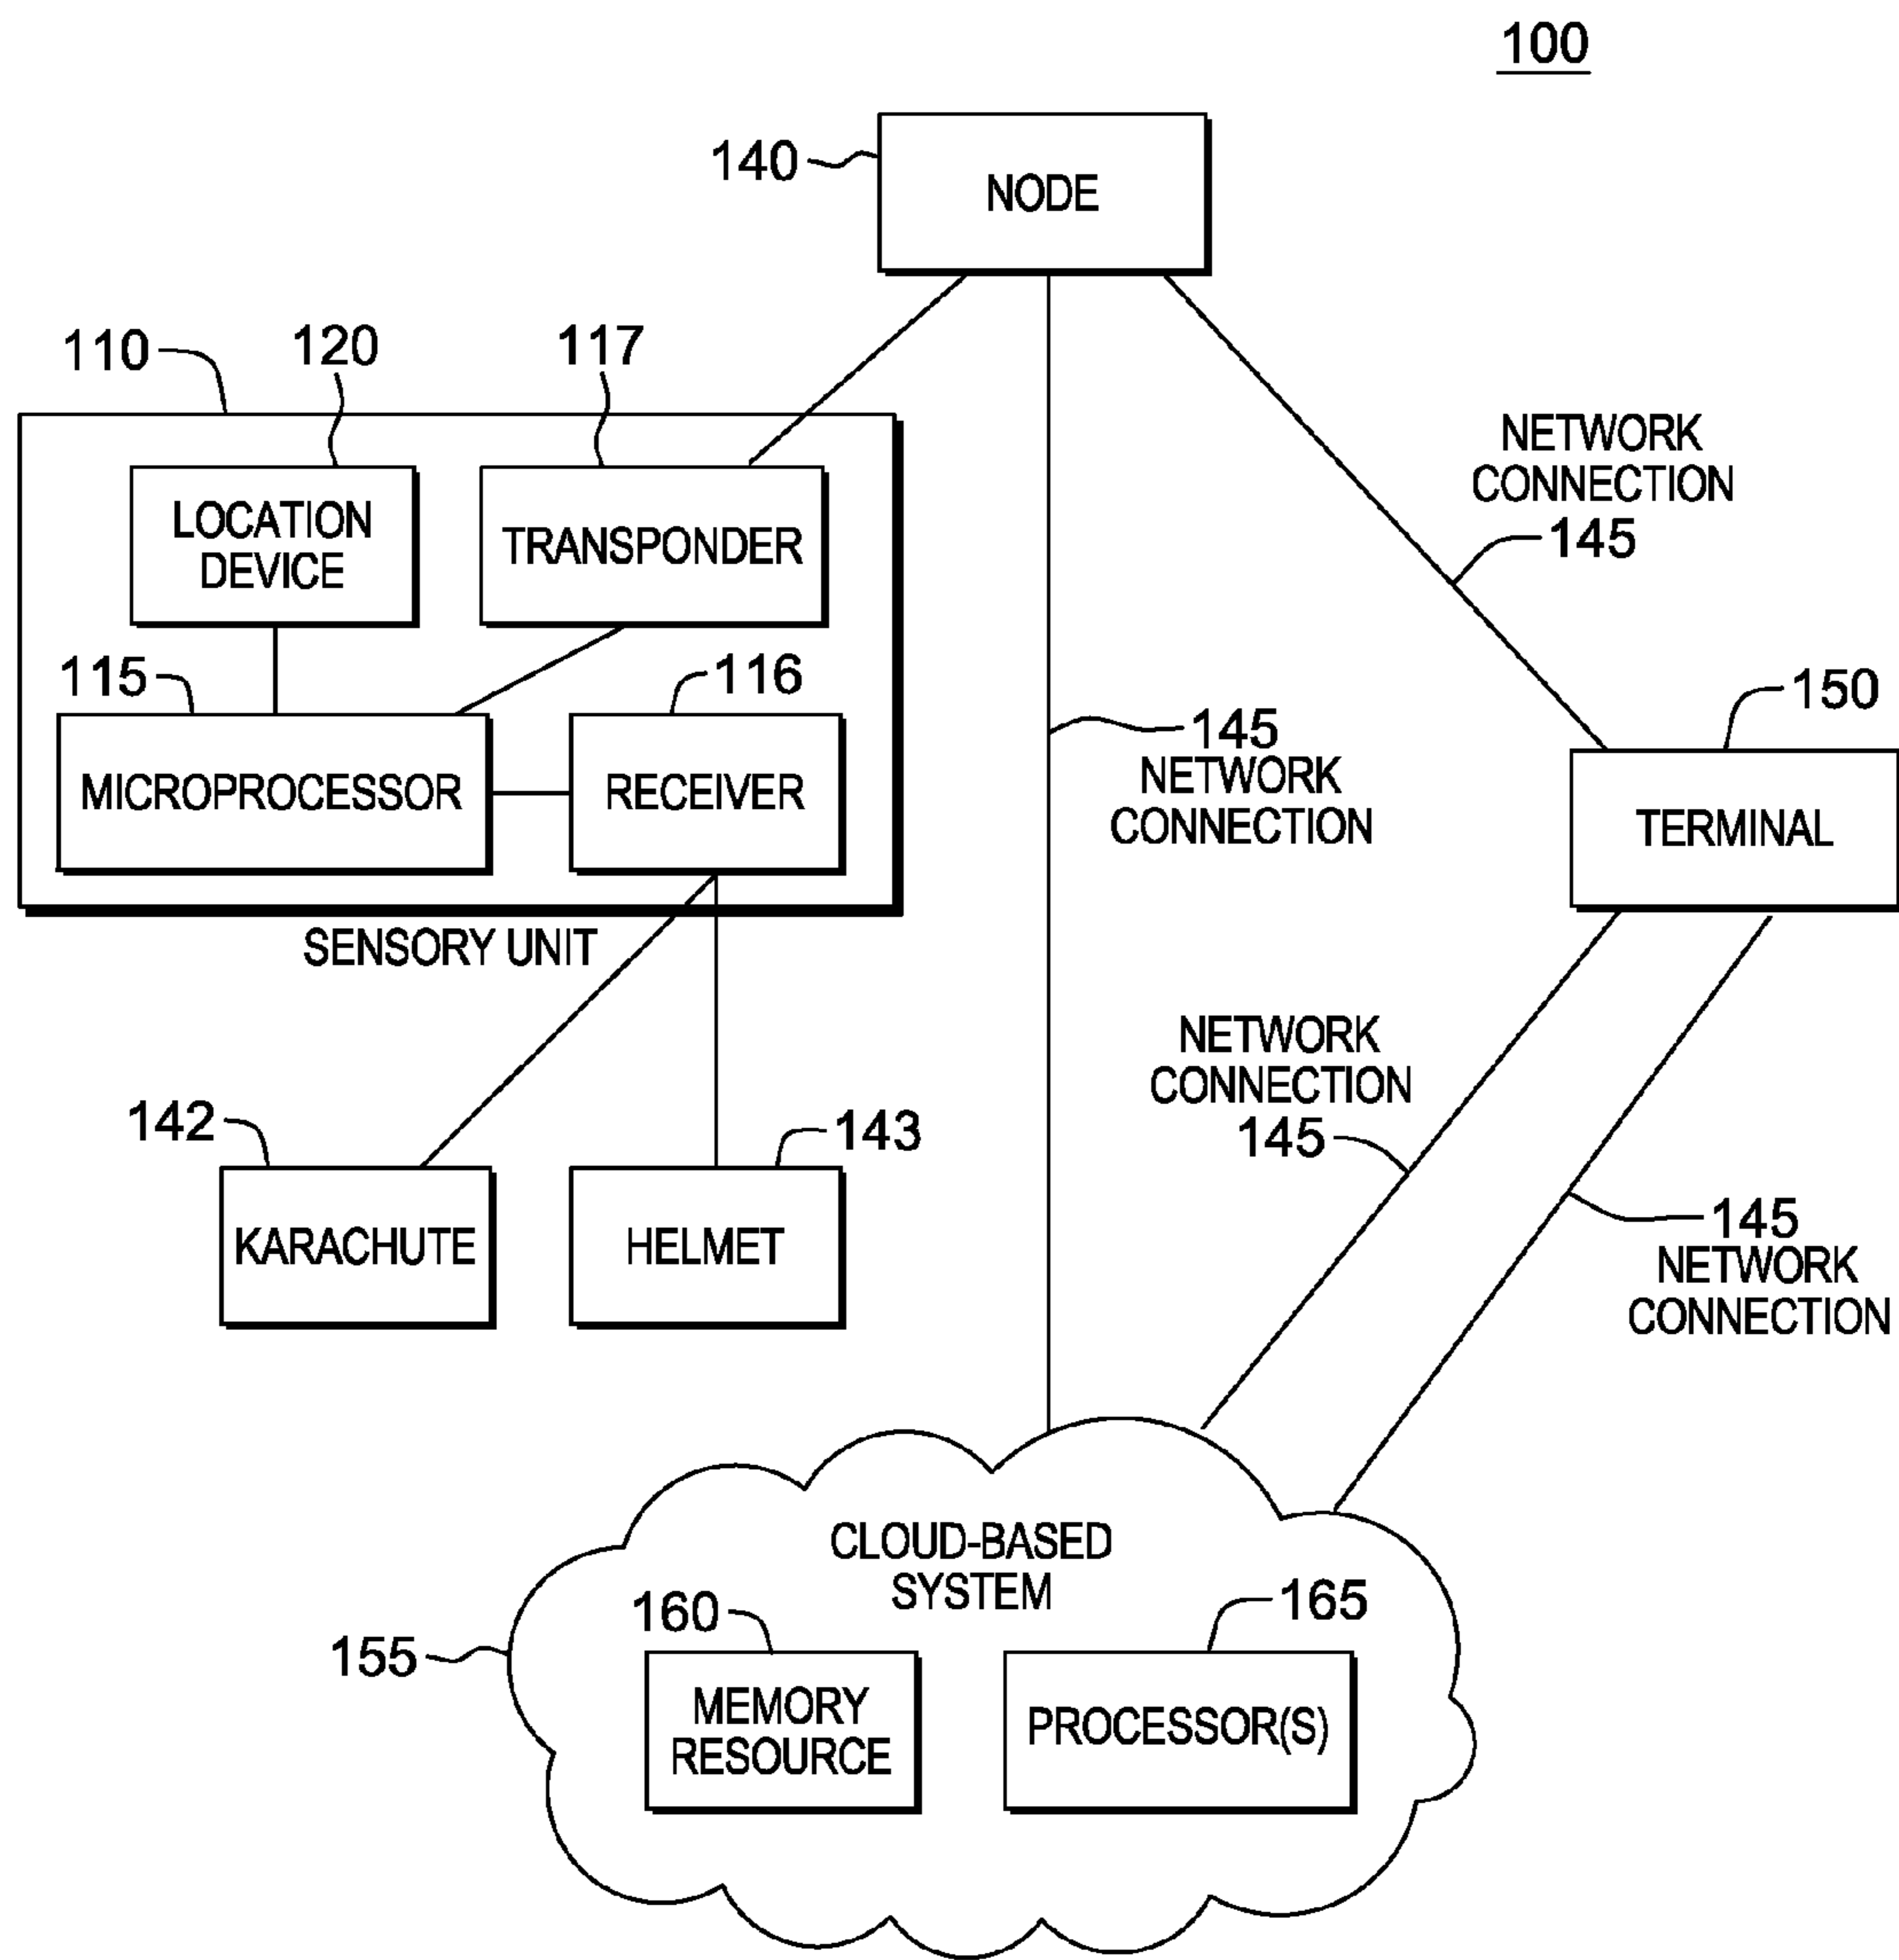 100
140
NODE
110
120
117
LOCATION
DEVICE
TRANSPONDER
NETWORK
CONNECTION
145
115
116
MICROPROCESSOR
RECEIVER
SENSORY UNIT
145
NETWORK
CONNECTION
150
TERMINAL
142
143
KARACHUTE
HELMET
NETWORK
CONNECTION
145
145
NETWORK
CONNECTION
CLOUD-BASED
SYSTEM
155
160
165
MEMORY
RESOURCE
PROCESSOR(S)